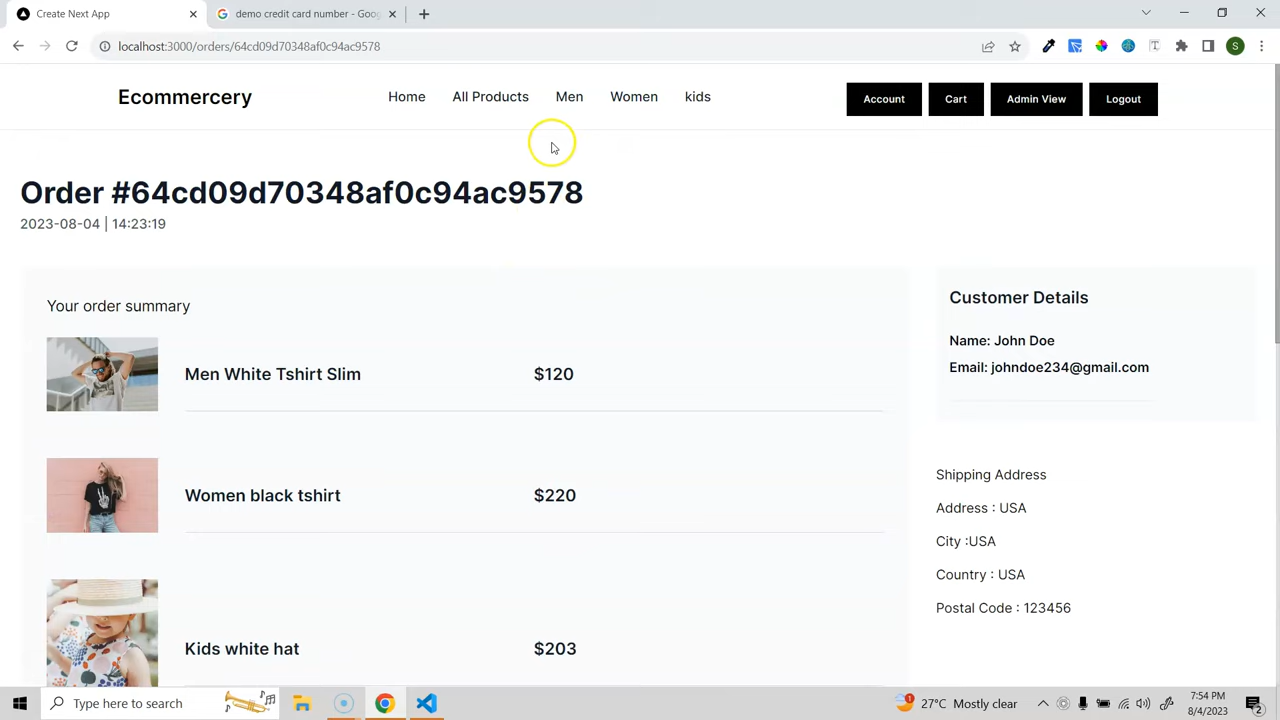 Create Next App
demo credit card number - Goo
localhost:3000/orders/64cd09d70348af0c94ac9578
S
Ecommercery
Home
All Products
Men
Women
kids
Account
Cart
Admin View
Logout
Order #64cd09d70348af0c94ac9578
2023-08-04 | 14:23:19
Your order summary
Men White Tshirt Slim
$120
Women black tshirt
$220
Kids white hat
$203
Customer Details
Name: John Doe
Email: johndoe234@gmail.com
Shipping Address
Address : USA
City :USA
Country : USA
Postal Code : 123456
Type here to search
27°C Mostly clear
7:54 PM
8/4/2023
2